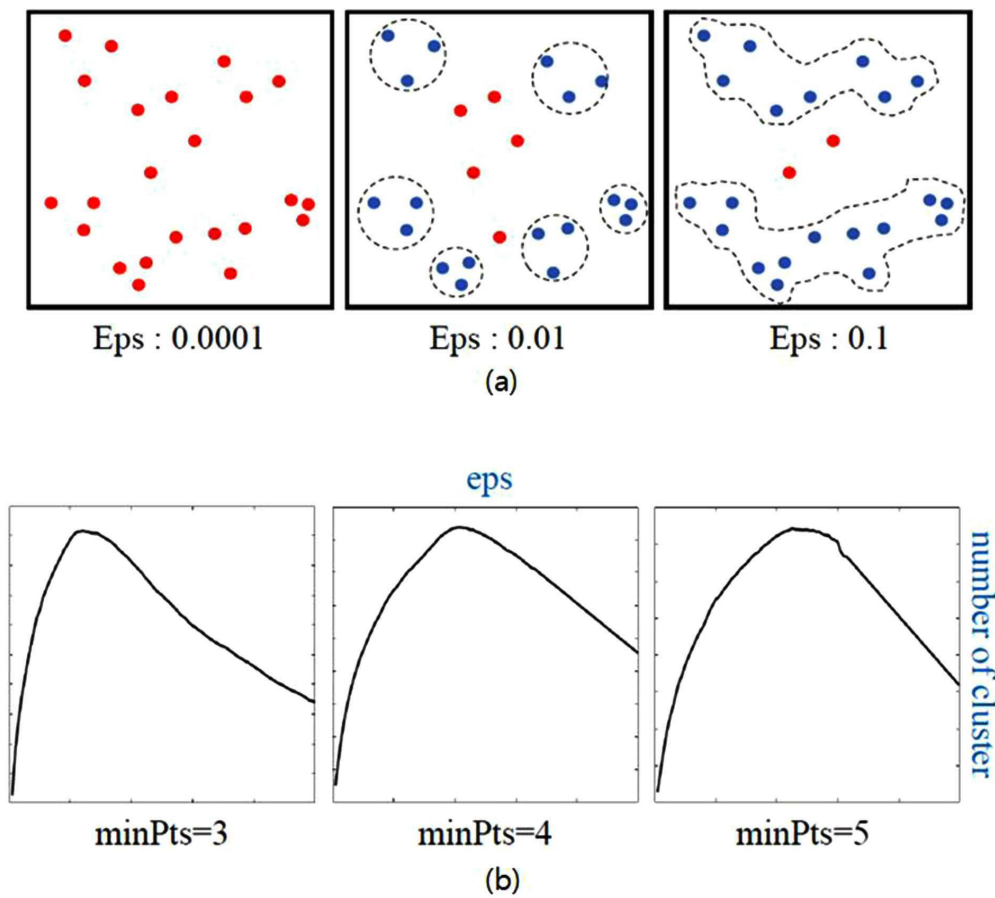 Eps : 0.0001
Eps : 0.01
Eps : 0.1
(a)
eps
number of cluster
minPts=3
minPts=4
minPts=5
(b)